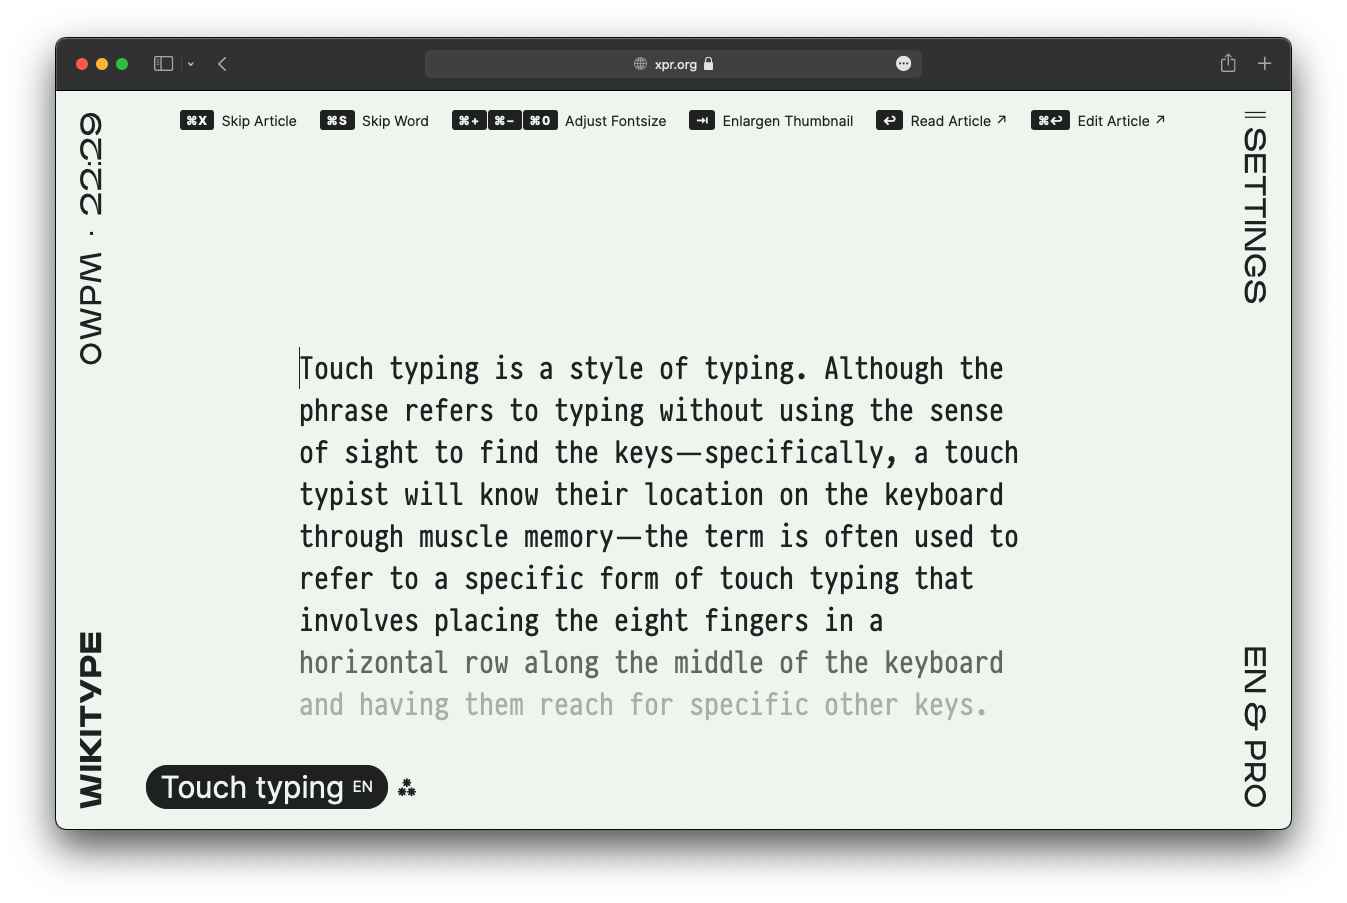 xpr.org
⌘X Skip Article ⌘S Skip Word ⌘+ ⌘− ⌘0 Adjust Fontsize ⇥ Enlargen Thumbnail ↩ Read Article ↗ ⌘↩ Edit Article ↗
0WPM · 22:29
|| SETTINGS
Touch typing is a style of typing. Although the
phrase refers to typing without using the sense
of sight to find the keys—specifically, a touch
typist will know their location on the keyboard
through muscle memory—the term is often used to
refer to a specific form of touch typing that
involves placing the eight fingers in a
horizontal row along the middle of the keyboard
and having them reach for specific other keys.
WIKITYPE
EN & PRO
Touch typing EN